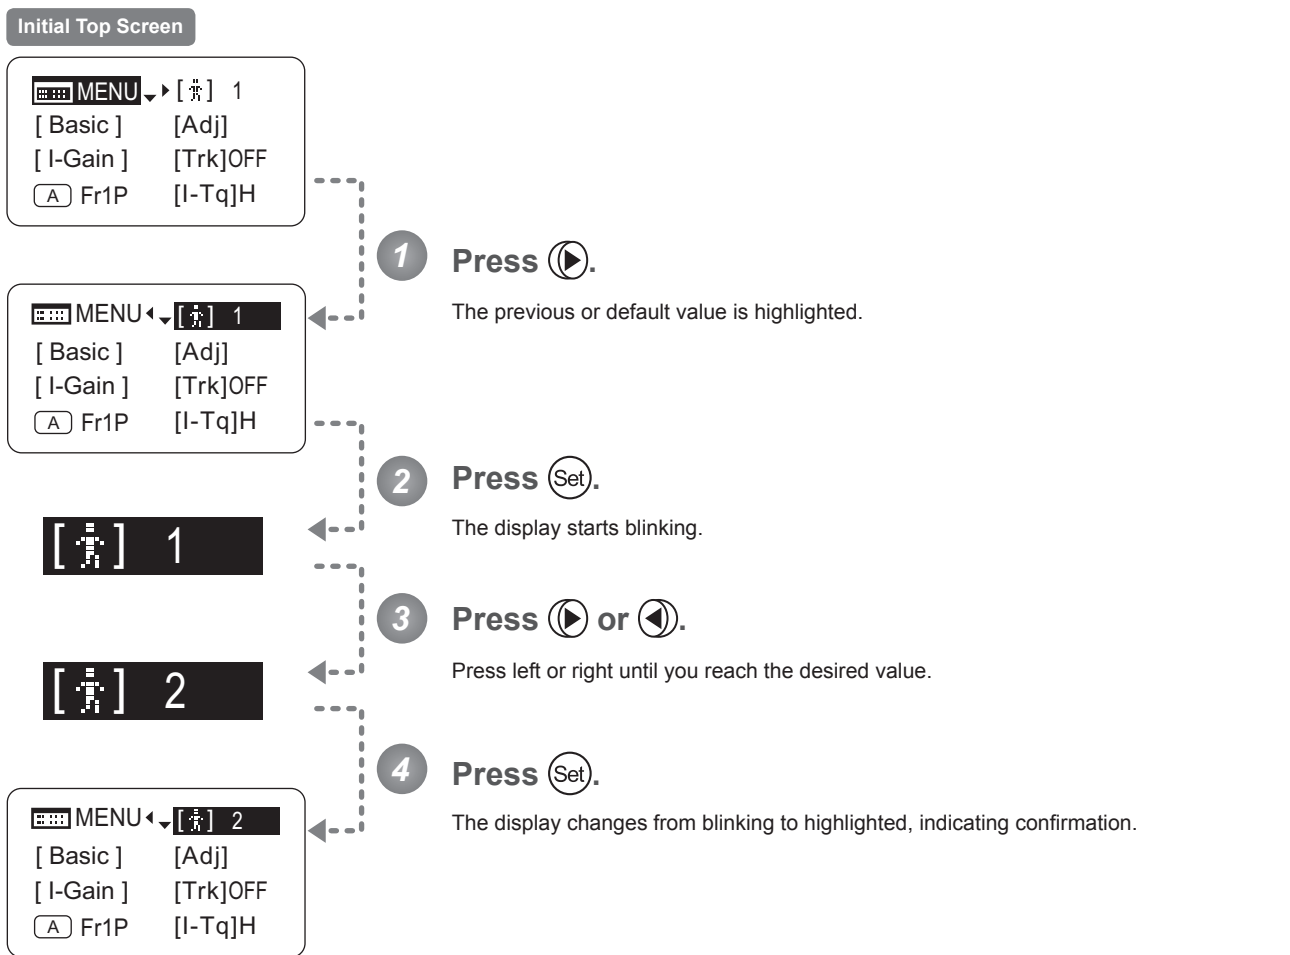 Initial Top Screen
MENU [ ] 1
[ Basic ] [Adj]
[ I-Gain ] [Trk]OFF
A Fr1P [I-Tq]H
1 Press .
The previous or default value is highlighted.
MENU [ ] 1
[ Basic ] [Adj]
[ I-Gain ] [Trk]OFF
A Fr1P [I-Tq]H
2 Press Set.
The display starts blinking.
[ ] 1
3 Press or .
Press left or right until you reach the desired value.
[ ] 2
4 Press Set.
The display changes from blinking to highlighted, indicating confirmation.
MENU [ ] 2
[ Basic ] [Adj]
[ I-Gain ] [Trk]OFF
A Fr1P [I-Tq]H